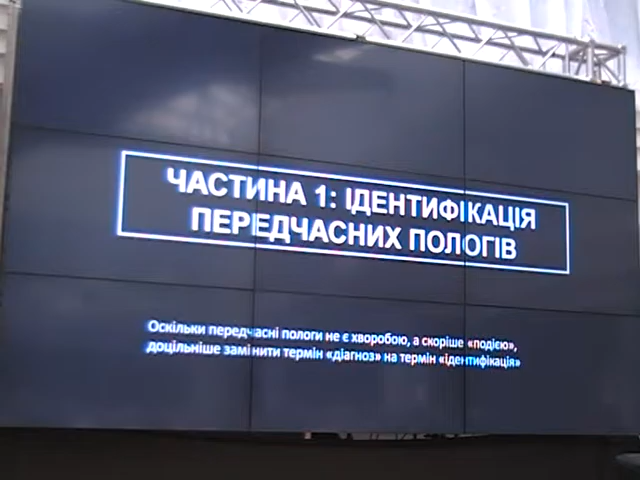 ЧАСТИНА 1: ІДЕНТИФІКАЦІЯ
ПЕРЕДЧАСНИХ ПОЛОГІВ
Оскільки передчасні пологи не є хворобою, а скоріше «подією»,
доцільніше замінити термін «діагноз» на термін «ідентифікація»